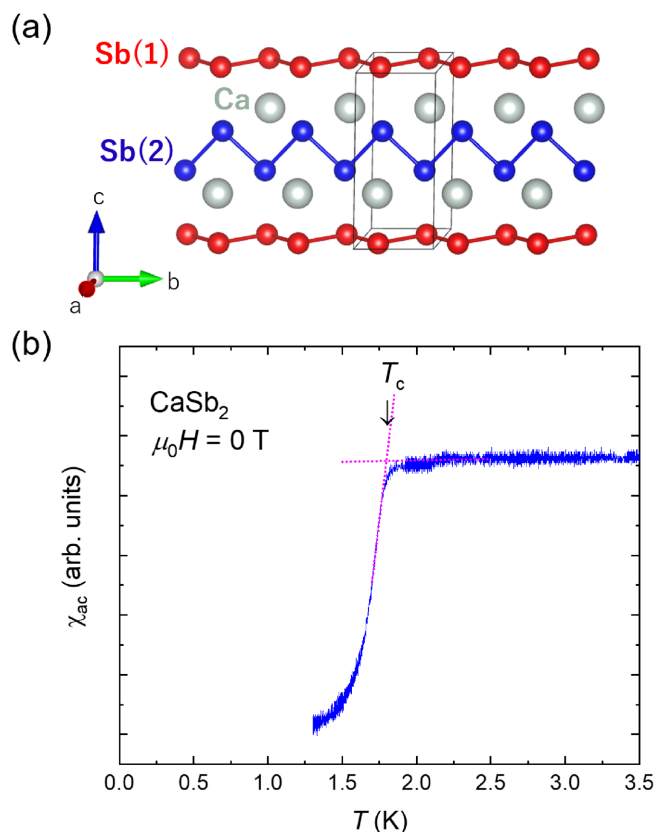 (a)
Sb(1)
Ca
Sb(2)
c
b
a
(b)
Tc
CaSb2
μ0H = 0 T
χac (arb. units)
0.0 0.5 1.0 1.5 2.0 2.5 3.0 3.5
T (K)